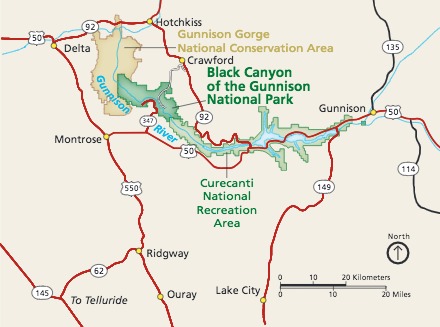 92
Hotchkiss
50
Delta
Gunnison Gorge
National Conservation Area
Crawford
135
Black Canyon
of the Gunnison
National Park
Gunnison
River
Gunnison
50
347
92
Montrose
50
114
Curecanti
National
Recreation
Area
149
550
North
Ridgway
62
145
To Telluride
Ouray
Lake City
0 10 20 Kilometers
0 10 20 Miles